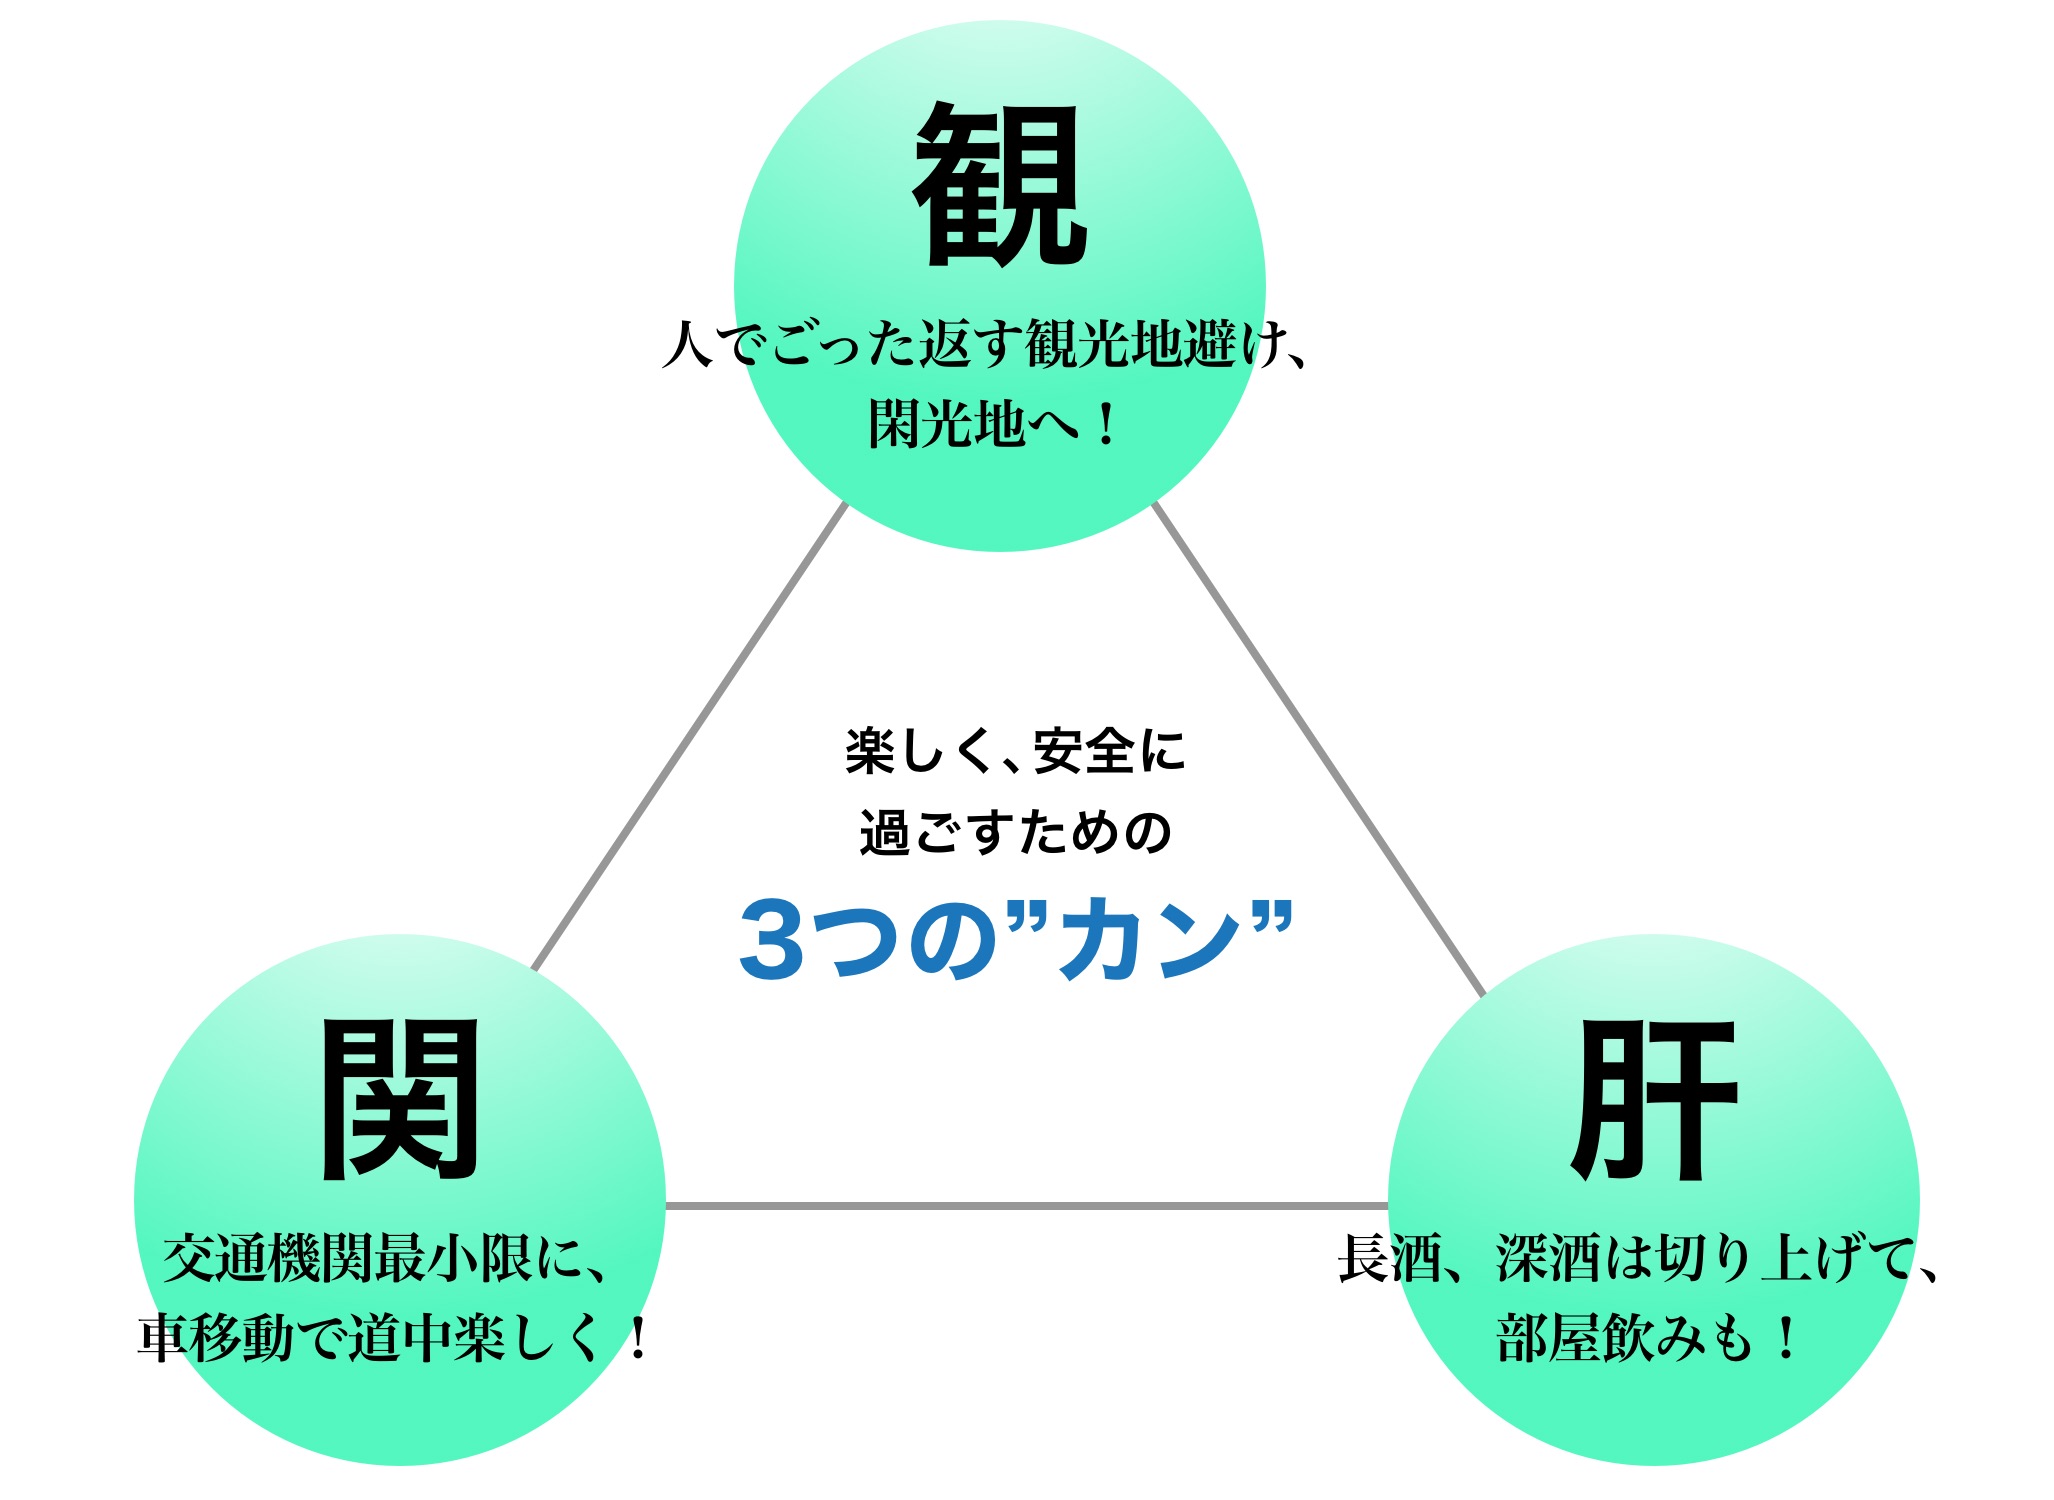 観
人でごった返す観光地避け、
閑光地へ！
楽しく、安全に
過ごすための
3つの”カン”
関
交通機関最小限に、
車移動で道中楽しく！
肝
長酒、深酒は切り上げて、
部屋飲みも！